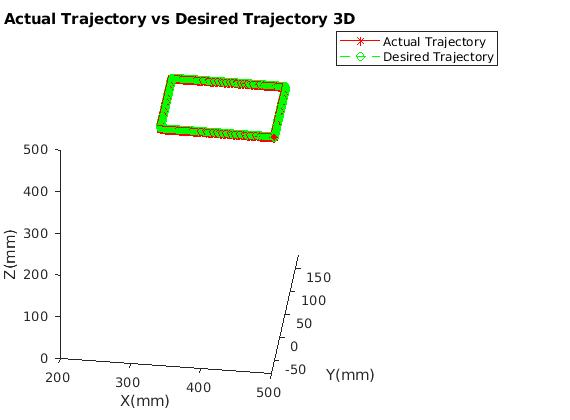 Actual Trajectory vs Desired Trajectory 3D
Actual Trajectory
Desired Trajectory
500
400
300
200
100
0
Z(mm)
200
300
400
500
X(mm)
150
100
50
0
-50
Y(mm)